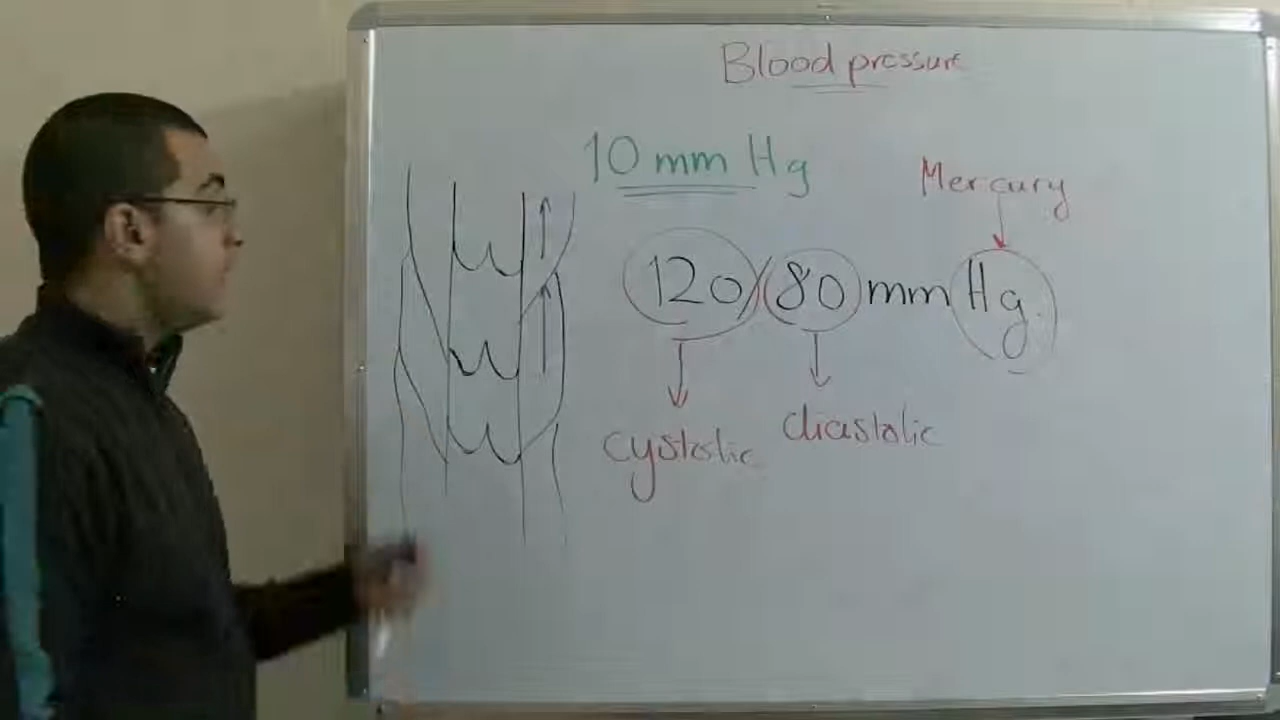 Blood pressure
10 mm Hg
Mercury
120/80 mm Hg
cystolic
diastolic